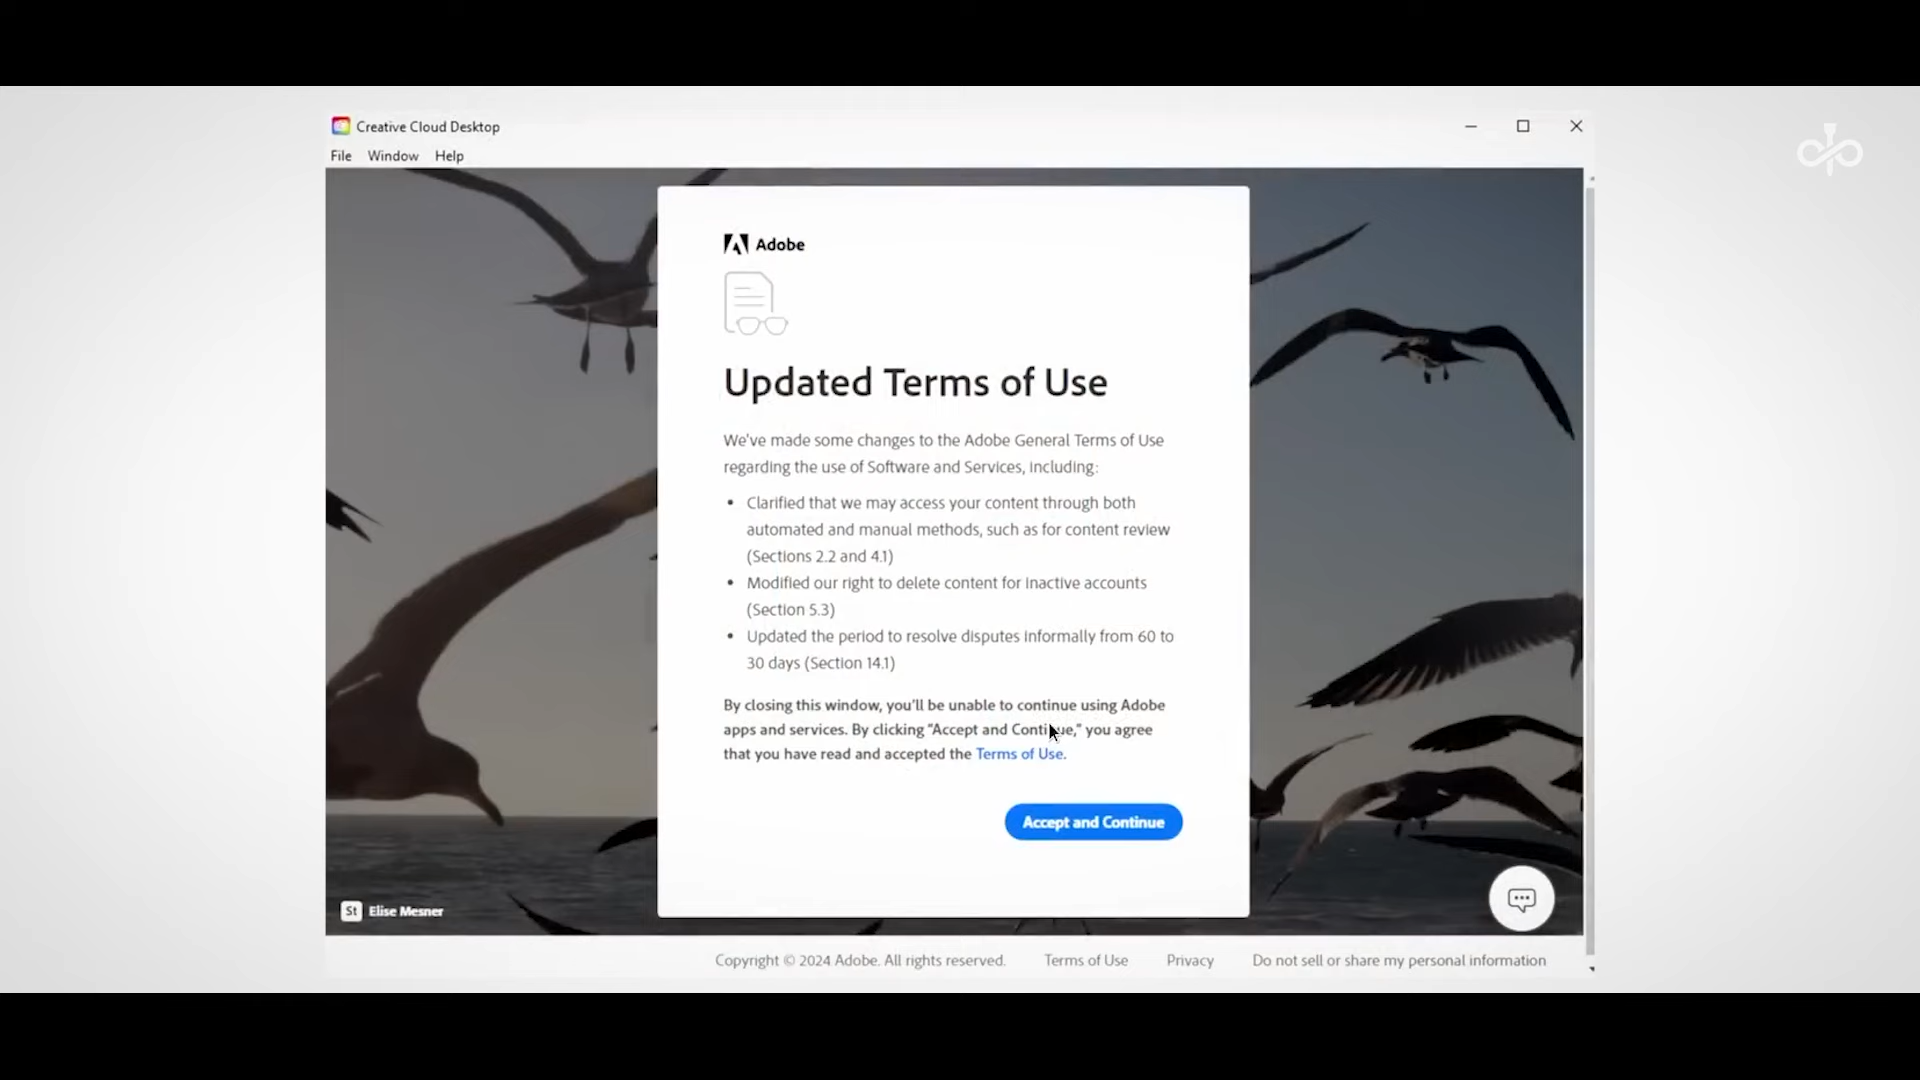 Creative Cloud Desktop
File Window Help
Adobe
Updated Terms of Use
We've made some changes to the Adobe General Terms of Use
regarding the use of Software and Services, including:
• Clarified that we may access your content through both
automated and manual methods, such as for content review
(Sections 2.2 and 4.1)
• Modified our right to delete content for inactive accounts
(Section 5.3)
• Updated the period to resolve disputes informally from 60 to
30 days (Section 14.1)
By closing this window, you'll be unable to continue using Adobe
apps and services. By clicking "Accept and Continue," you agree
that you have read and accepted the Terms of Use.
Accept and Continue
St Elise Mesner
Copyright © 2024 Adobe. All rights reserved. Terms of Use Privacy Do not sell or share my personal information